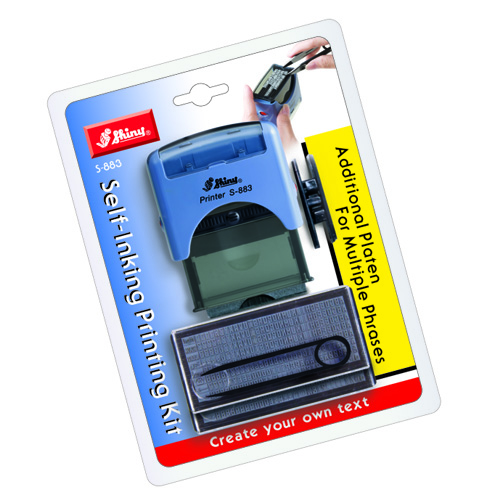 Shiny®
S-883
Self-Inking Printing Kit
Shiny®
Printer S-883
Additional Platen
For Multiple Phrases
Create your own text